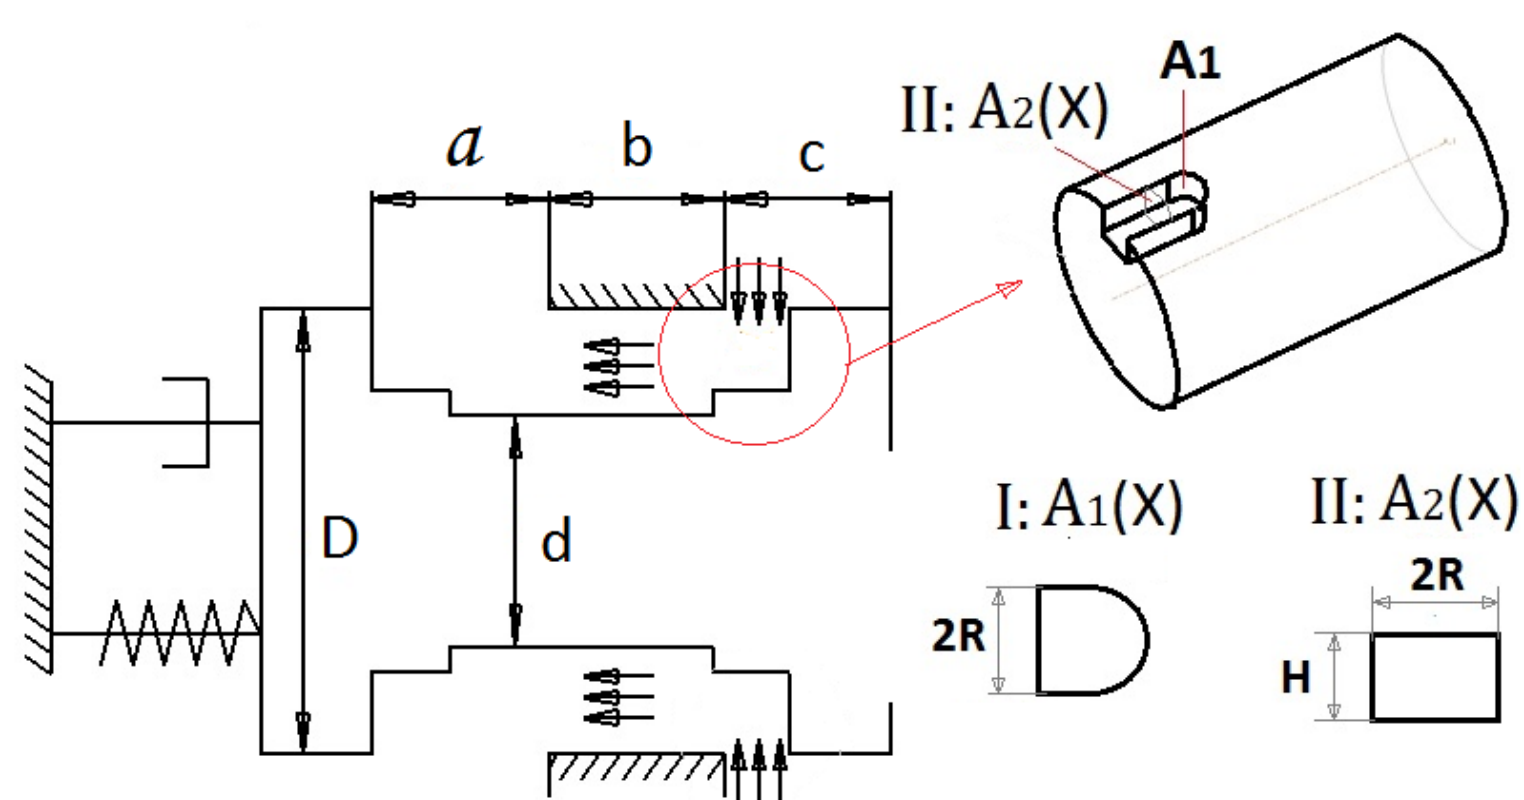 A1
II: A2(X)
a
b
c
D
d
I: A1(X)
II: A2(X)
2R
2R
H